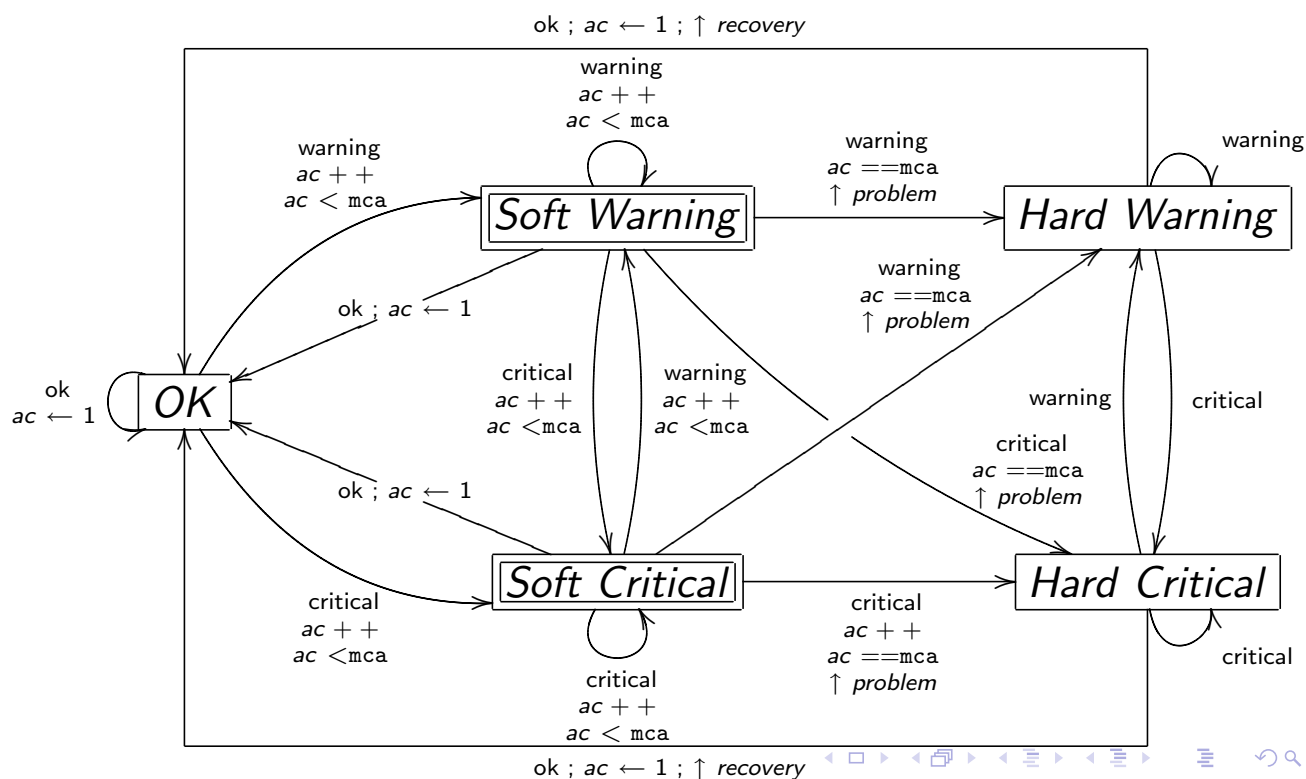 ok ; ac ← 1 ; ↑ recovery
warning
ac + +
ac < mca
warning
ac + +
ac < mca
warning
ac ==mca
↑ problem
warning
Soft Warning
Hard Warning
warning
ac ==mca
↑ problem
ok ; ac ← 1
critical
ac + +
ac <mca
warning
ac + +
ac <mca
warning
critical
ok
ac ← 1
OK
critical
ac ==mca
↑ problem
ok ; ac ← 1
Soft Critical
Hard Critical
critical
ac + +
ac <mca
critical
ac + +
ac ==mca
↑ problem
critical
critical
ac + +
ac < mca
ok ; ac ← 1 ; ↑ recovery